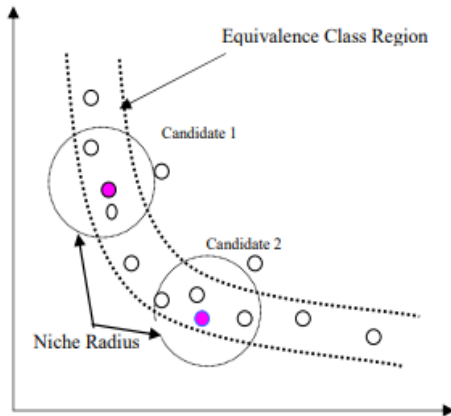 Equivalence Class Region
Candidate 1
Candidate 2
Niche Radius